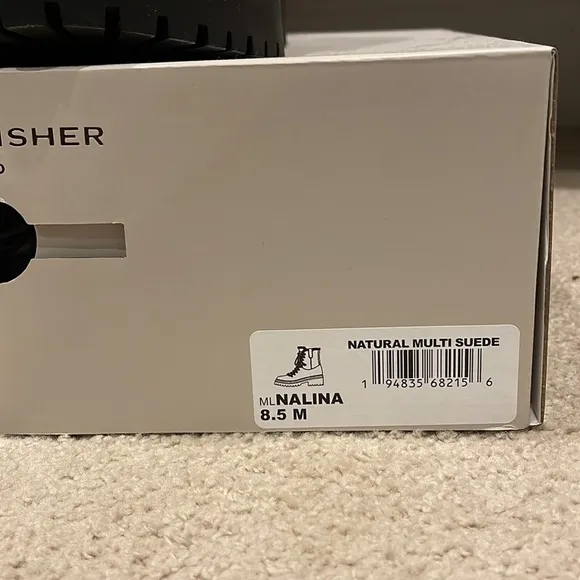 ISHER
NATURAL MULTI SUEDE
1 94835 68215 6
MLNALINA
8.5 M